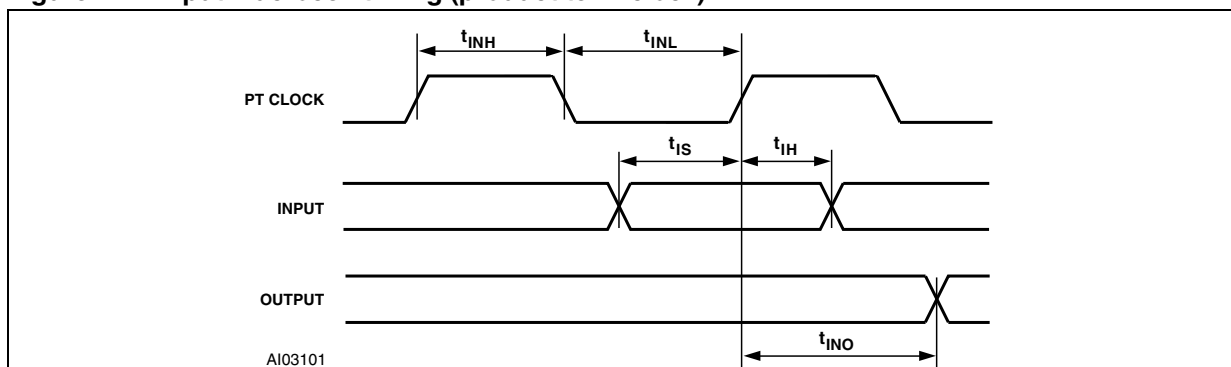 tINH
tINL
PT CLOCK
tIS
tIH
INPUT
OUTPUT
tINO
AI03101